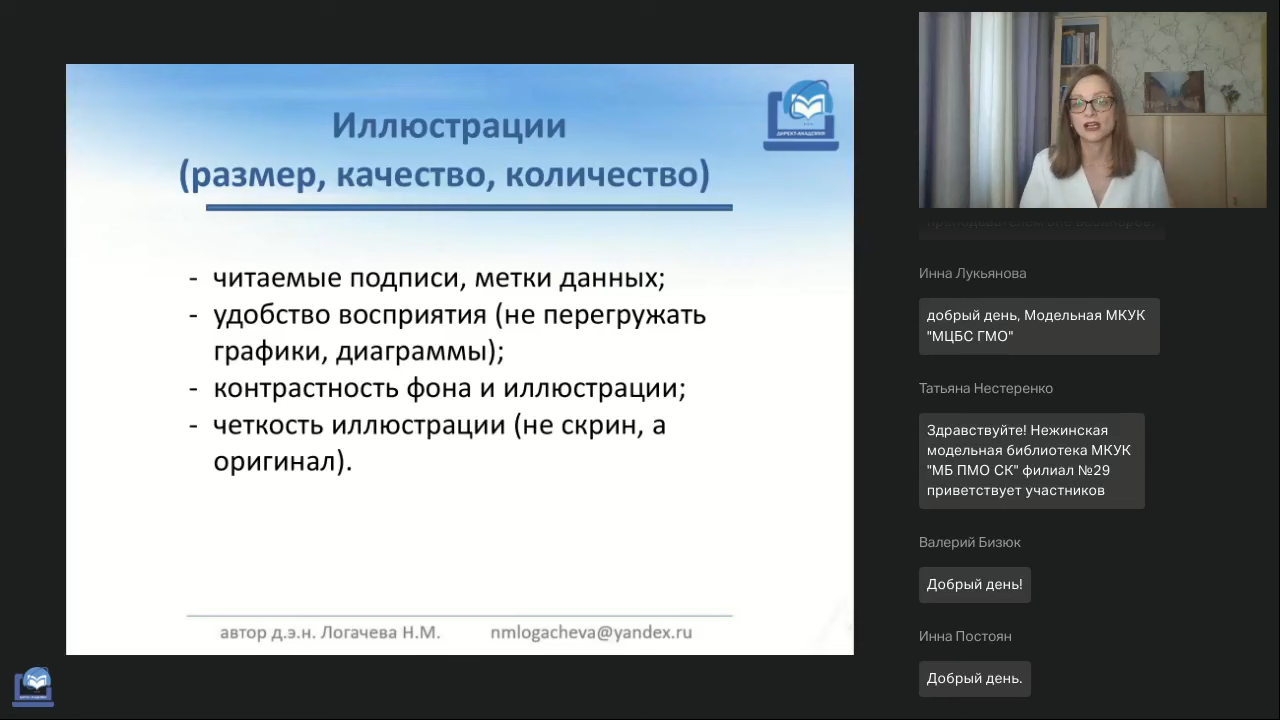 Иллюстрации
(размер, качество, количество)
ДИРЕКТ-АКАДЕМИЯ
- читаемые подписи, метки данных;
- удобство восприятия (не перегружать
графики, диаграммы);
- контрастность фона и иллюстрации;
- четкость иллюстрации (не скрин, а
оригинал).
автор д.э.н. Логачева Н.М. nmlogacheva@yandex.ru
Инна Лукьянова
добрый день, Модельная МКУК
"МЦБС ГМО"
Татьяна Нестеренко
Здравствуйте! Нежинская
модельная библиотека МКУК
"МБ ПМО СК" филиал №29
приветствует участников
Валерий Бизюк
Добрый день!
Инна Постоян
Добрый день.